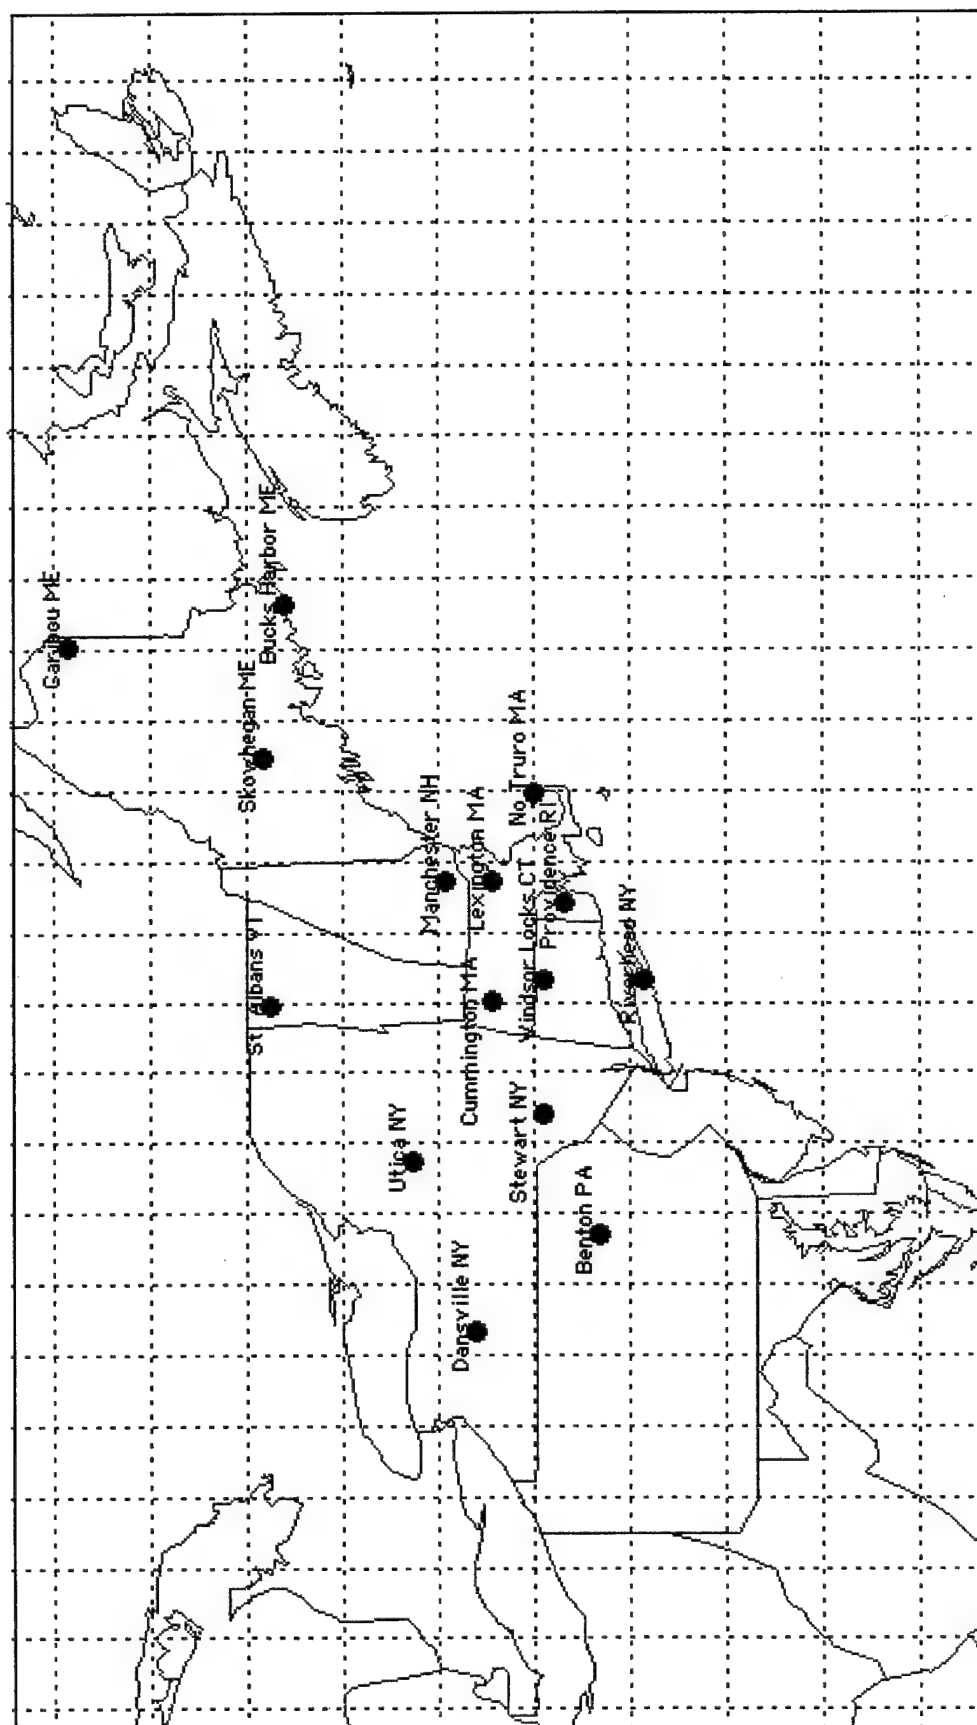 Caribou ME
Bucks Harbor ME
Skowhegan ME
St Albans VT
Manchester NH
Lexington MA
No Truro MA
Providence RI
Windsor Locks CT
Cummington MA
Riverhead NY
Utica NY
Stewart NY
Benton PA
Dansville NY